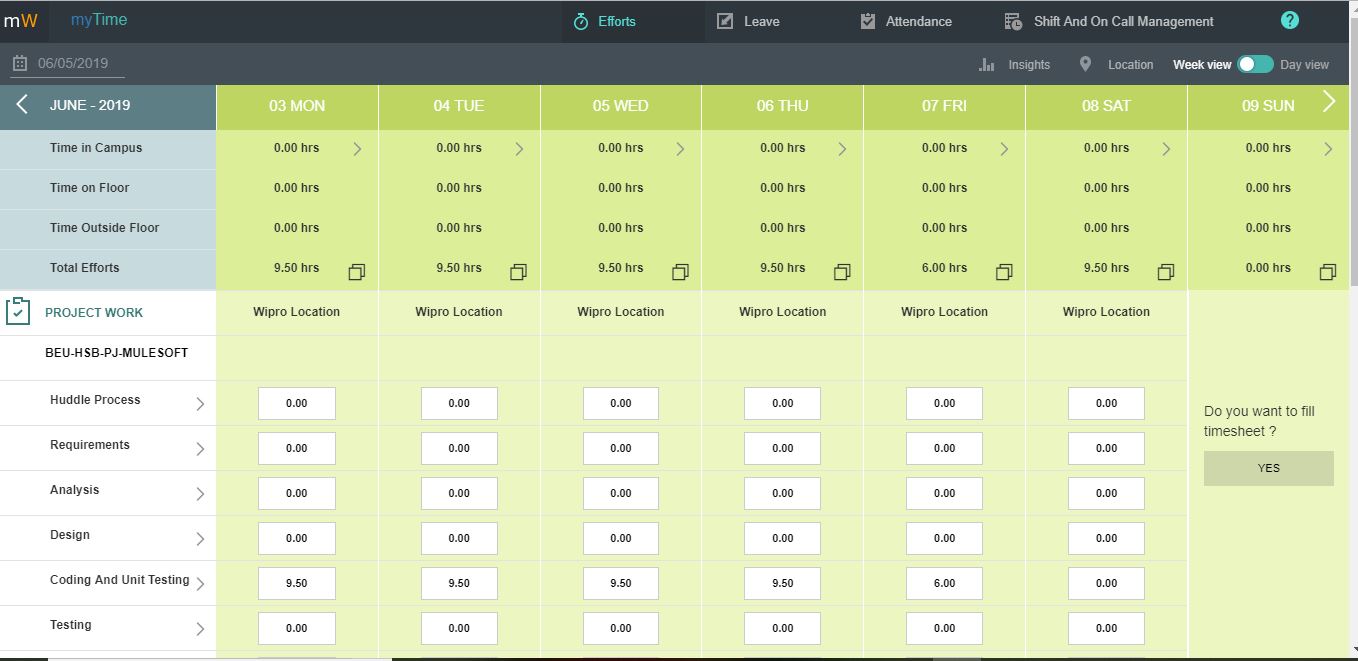 mW myTime Efforts Leave Attendance Shift And On Call Management ?
06/05/2019 Insights Location Week view Day view
JUNE - 2019 03 MON 04 TUE 05 WED 06 THU 07 FRI 08 SAT 09 SUN
Time in Campus 0.00 hrs 0.00 hrs 0.00 hrs 0.00 hrs 0.00 hrs 0.00 hrs 0.00 hrs
Time on Floor 0.00 hrs 0.00 hrs 0.00 hrs 0.00 hrs 0.00 hrs 0.00 hrs 0.00 hrs
Time Outside Floor 0.00 hrs 0.00 hrs 0.00 hrs 0.00 hrs 0.00 hrs 0.00 hrs 0.00 hrs
Total Efforts 9.50 hrs 9.50 hrs 9.50 hrs 9.50 hrs 6.00 hrs 9.50 hrs 0.00 hrs
PROJECT WORK Wipro Location Wipro Location Wipro Location Wipro Location Wipro Location Wipro Location
BEU-HSB-PJ-MULESOFT
Huddle Process 0.00 0.00 0.00 0.00 0.00 0.00
Do you want to fill
timesheet ?
Requirements 0.00 0.00 0.00 0.00 0.00 0.00
YES
Analysis 0.00 0.00 0.00 0.00 0.00 0.00
Design 0.00 0.00 0.00 0.00 0.00 0.00
Coding And Unit Testing 9.50 9.50 9.50 9.50 6.00 0.00
Testing 0.00 0.00 0.00 0.00 0.00 0.00